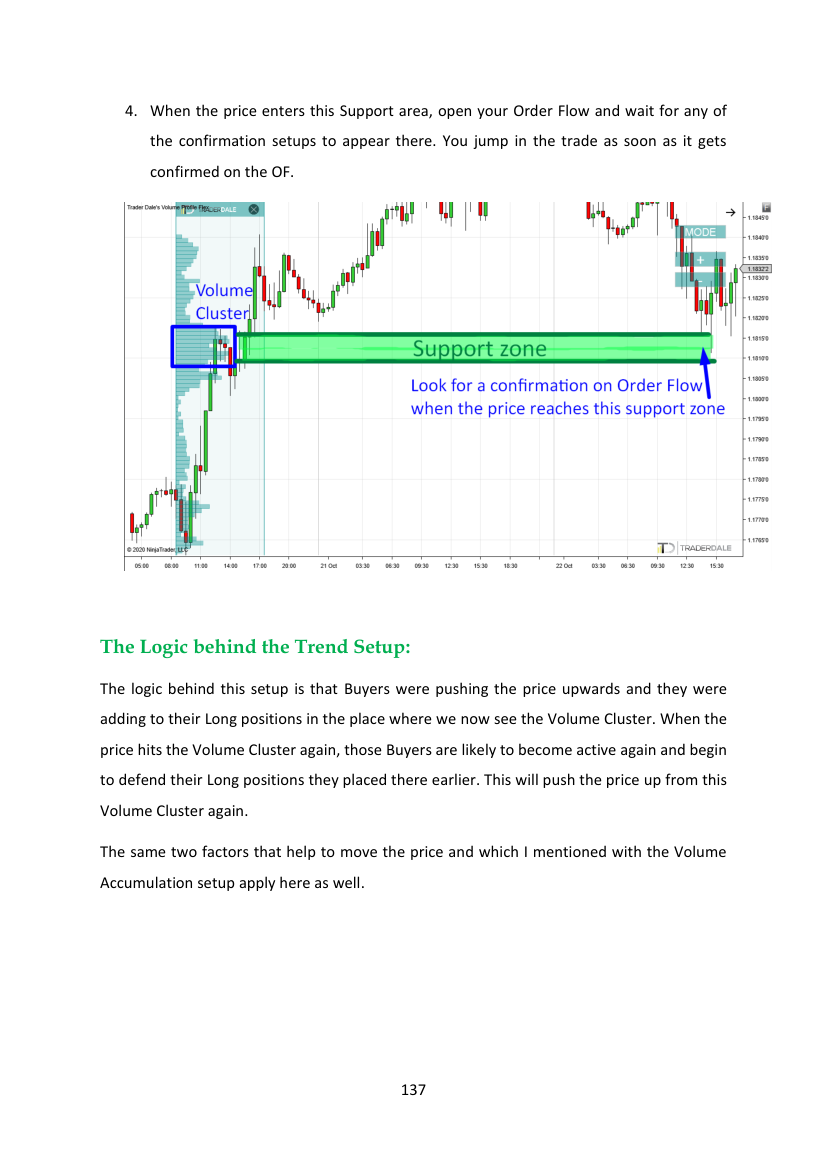 4. When the price enters this Support area, open your Order Flow and wait for any of
the confirmation setups to appear there. You jump in the trade as soon as it gets
confirmed on the OF.
Trader Dale's Volume Profile Flex
TRADERDALE
1.1845'0
MODE
1.1840'0
1.1835'0
+
1.1832'2
1.1830'0
-
Volume
Cluster
1.1825'0
1.1820'0
1.1815'0
Support zone
1.1810'0
Look for a confirmation on Order Flow
when the price reaches this support zone
1.1805'0
1.1800'0
1.1795'0
1.1790'0
1.1785'0
1.1780'0
1.1775'0
1.1770'0
1.1765'0
© 2020 NinjaTrader, LLC
TRADERDALE
05:00 08:00 11:00 14:00 17:00 20:00 21 Oct 03:30 06:30 09:30 12:30 15:30 18:30 22 Oct 03:30 06:30 09:30 12:30 15:30
The Logic behind the Trend Setup:
The logic behind this setup is that Buyers were pushing the price upwards and they were
adding to their Long positions in the place where we now see the Volume Cluster. When the
price hits the Volume Cluster again, those Buyers are likely to become active again and begin
to defend their Long positions they placed there earlier. This will push the price up from this
Volume Cluster again.
The same two factors that help to move the price and which I mentioned with the Volume
Accumulation setup apply here as well.
137